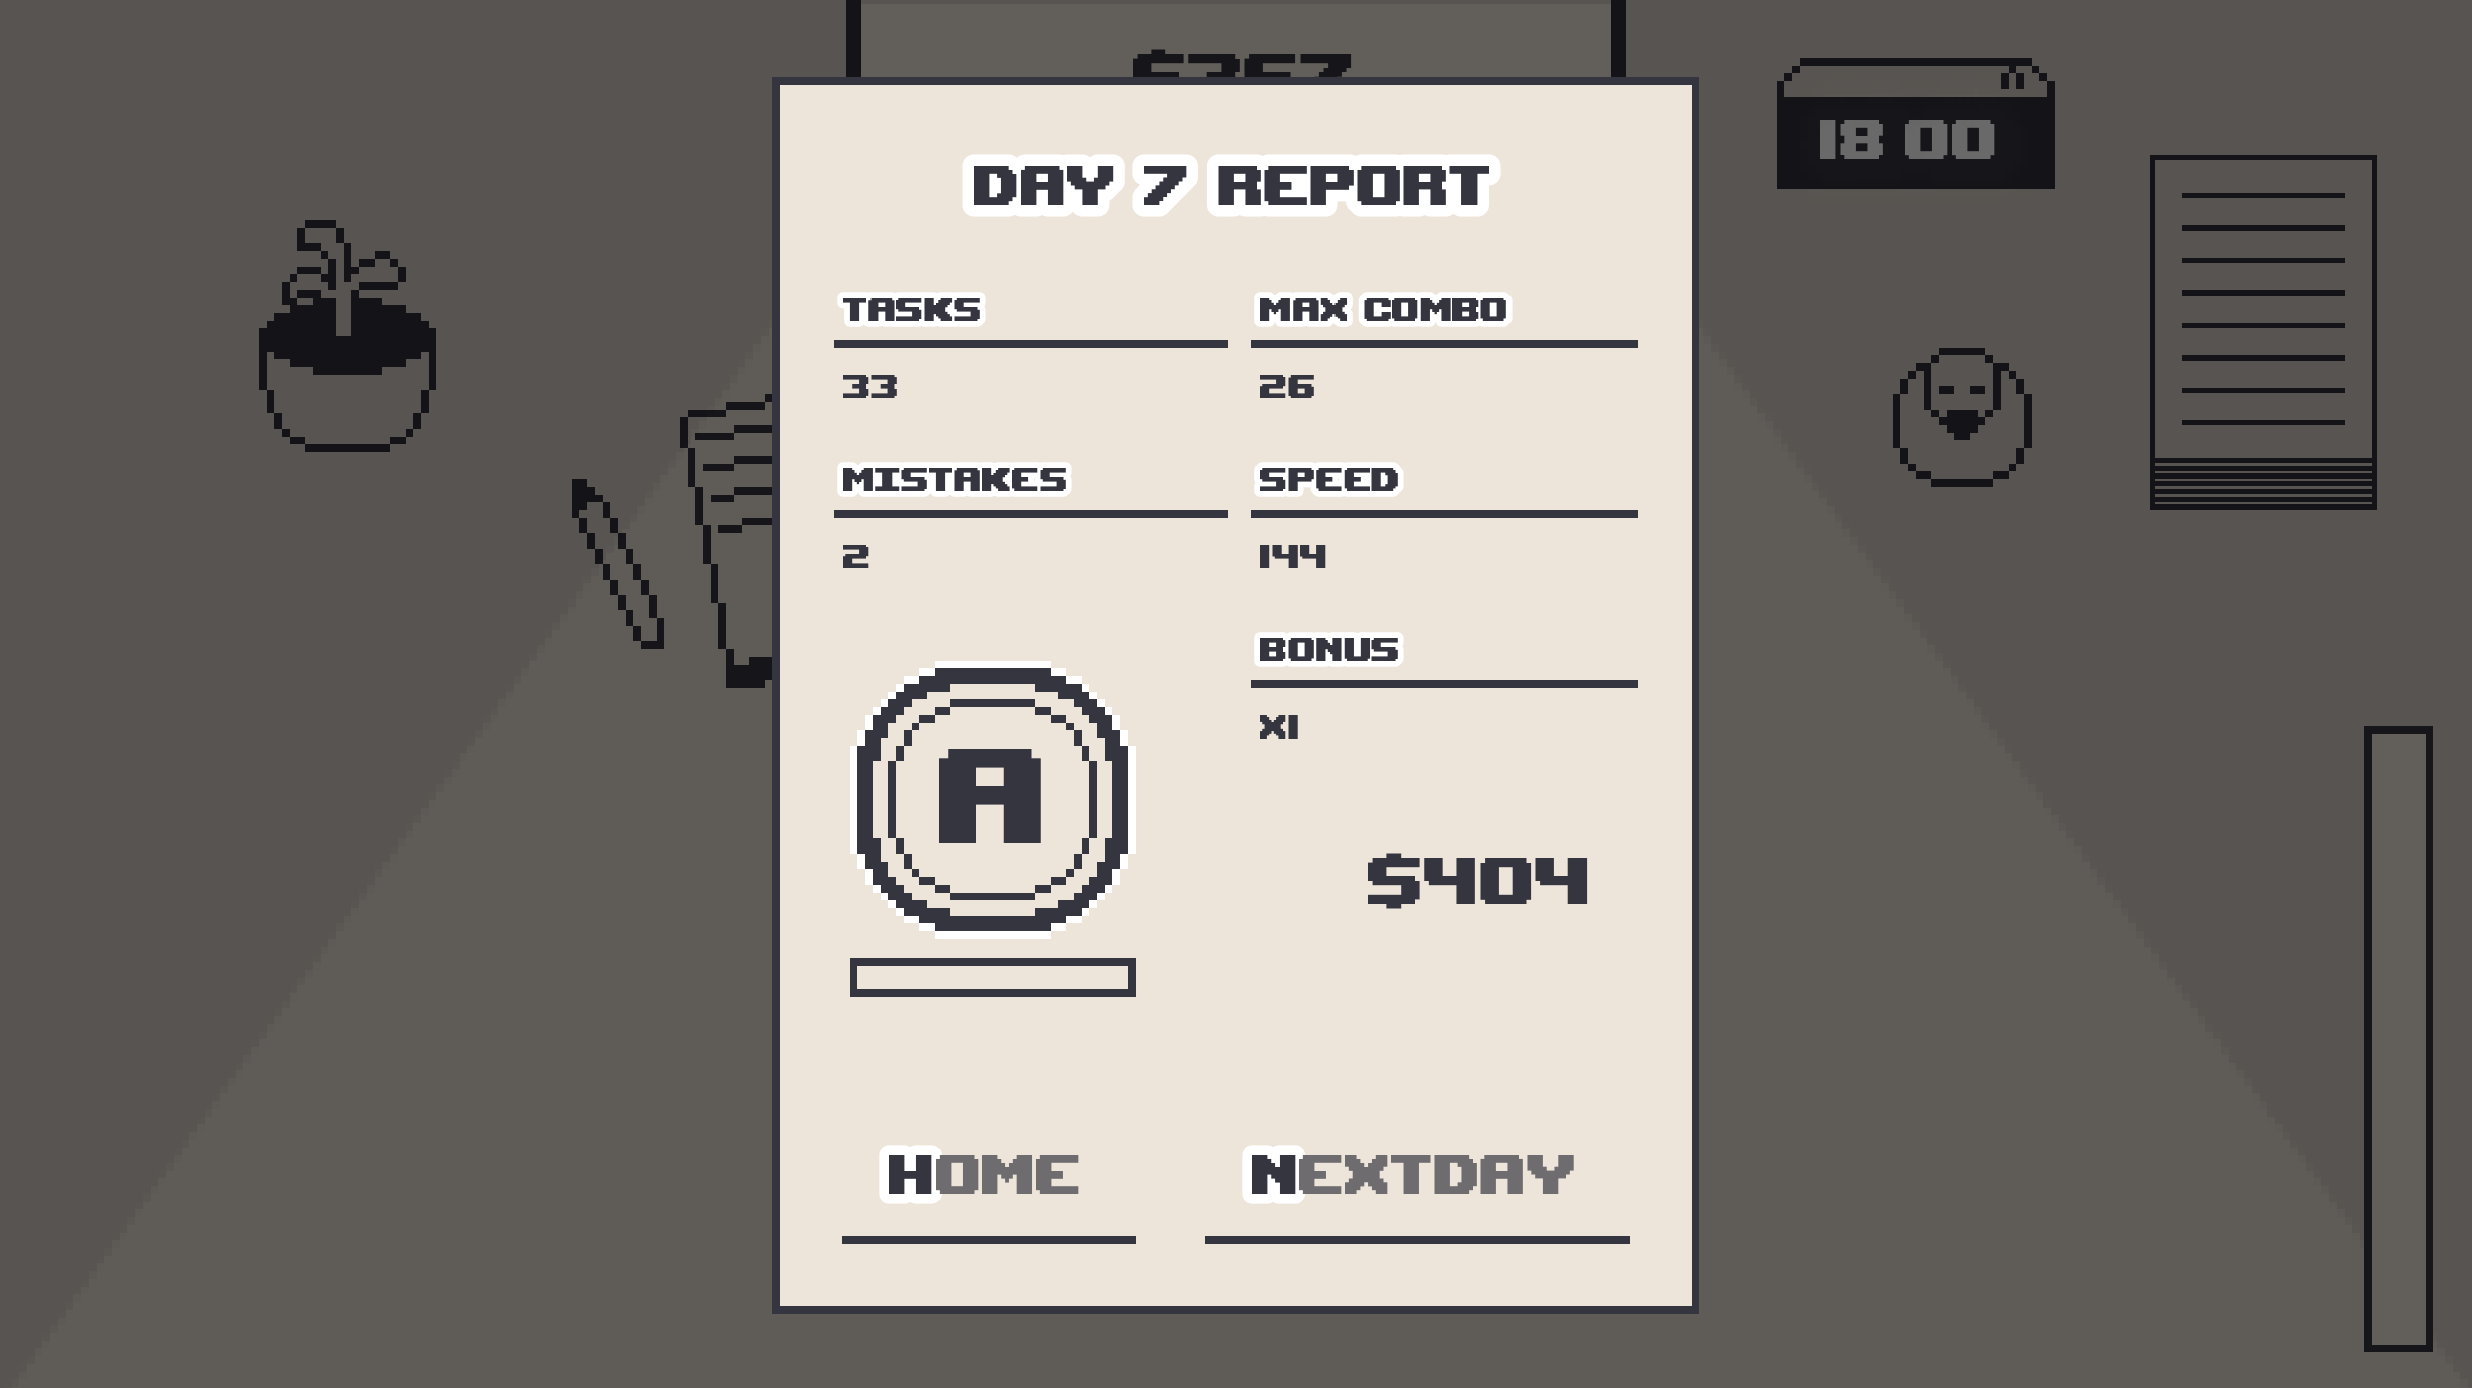 18 00
DAY 7 REPORT
TASKS
33
MAX COMBO
26
MISTAKES
2
SPEED
144
BONUS
X1
A
$404
HOME
NEXTDAY